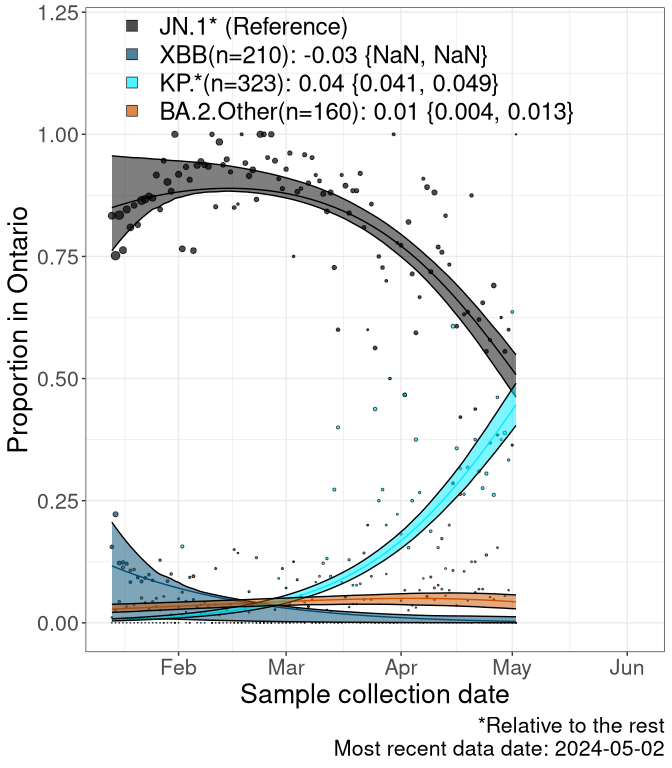 1.25
JN.1* (Reference)
XBB(n=210): -0.03 {NaN, NaN}
KP.*(n=323): 0.04 {0.041, 0.049}
BA.2.Other(n=160): 0.01 {0.004, 0.013}
1.00
0.75
0.50
0.25
0.00
Proportion in Ontario
Feb Mar Apr May Jun
Sample collection date
*Relative to the rest
Most recent data date: 2024-05-02